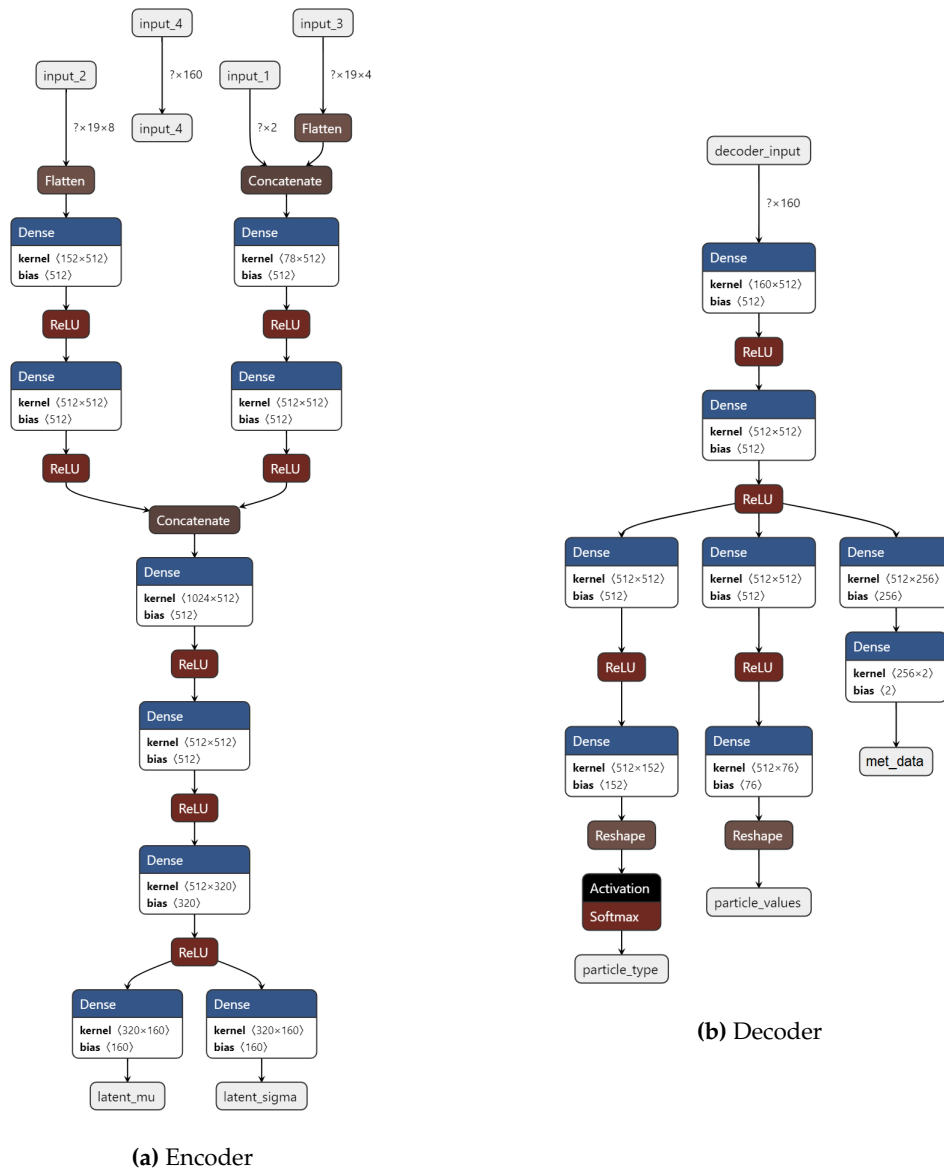 input_4
input_3
input_2
input_1
?×160
?×19×4
?×2
?×19×8
input_4
Flatten
Flatten
Concatenate
Dense
kernel ⟨152×512⟩
bias ⟨512⟩
Dense
kernel ⟨78×512⟩
bias ⟨512⟩
ReLU
ReLU
Dense
kernel ⟨512×512⟩
bias ⟨512⟩
Dense
kernel ⟨512×512⟩
bias ⟨512⟩
ReLU
ReLU
Concatenate
Dense
kernel ⟨1024×512⟩
bias ⟨512⟩
ReLU
Dense
kernel ⟨512×512⟩
bias ⟨512⟩
ReLU
Dense
kernel ⟨512×320⟩
bias ⟨320⟩
ReLU
Dense
kernel ⟨320×160⟩
bias ⟨160⟩
Dense
kernel ⟨320×160⟩
bias ⟨160⟩
latent_mu
latent_sigma
(a) Encoder
decoder_input
?×160
Dense
kernel ⟨160×512⟩
bias ⟨512⟩
ReLU
Dense
kernel ⟨512×512⟩
bias ⟨512⟩
ReLU
Dense
kernel ⟨512×512⟩
bias ⟨512⟩
Dense
kernel ⟨512×512⟩
bias ⟨512⟩
Dense
kernel ⟨512×256⟩
bias ⟨256⟩
ReLU
ReLU
Dense
kernel ⟨256×2⟩
bias ⟨2⟩
Dense
kernel ⟨512×152⟩
bias ⟨152⟩
Dense
kernel ⟨512×76⟩
bias ⟨76⟩
met_data
Reshape
Reshape
Activation
Softmax
particle_values
particle_type
(b) Decoder